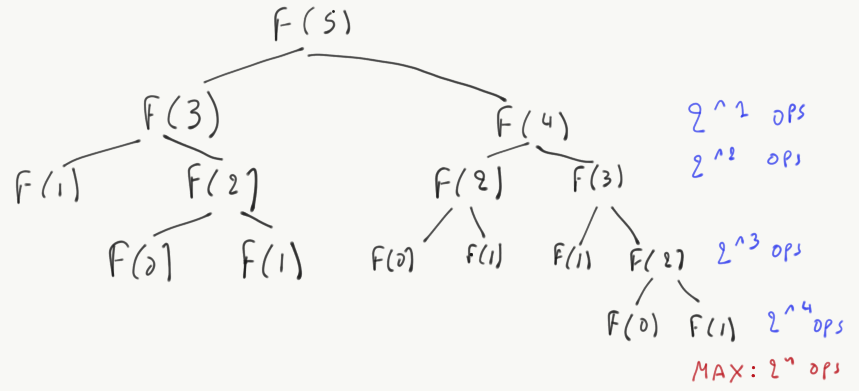 F(5)
F(3) F(4) 2^1 ops
F(1) F(2) F(2) F(3) 2^2 ops
F(0) F(1) F(0) F(1) F(1) F(2) 2^3 ops
F(0) F(1) 2^4 ops
MAX: 2^n ops